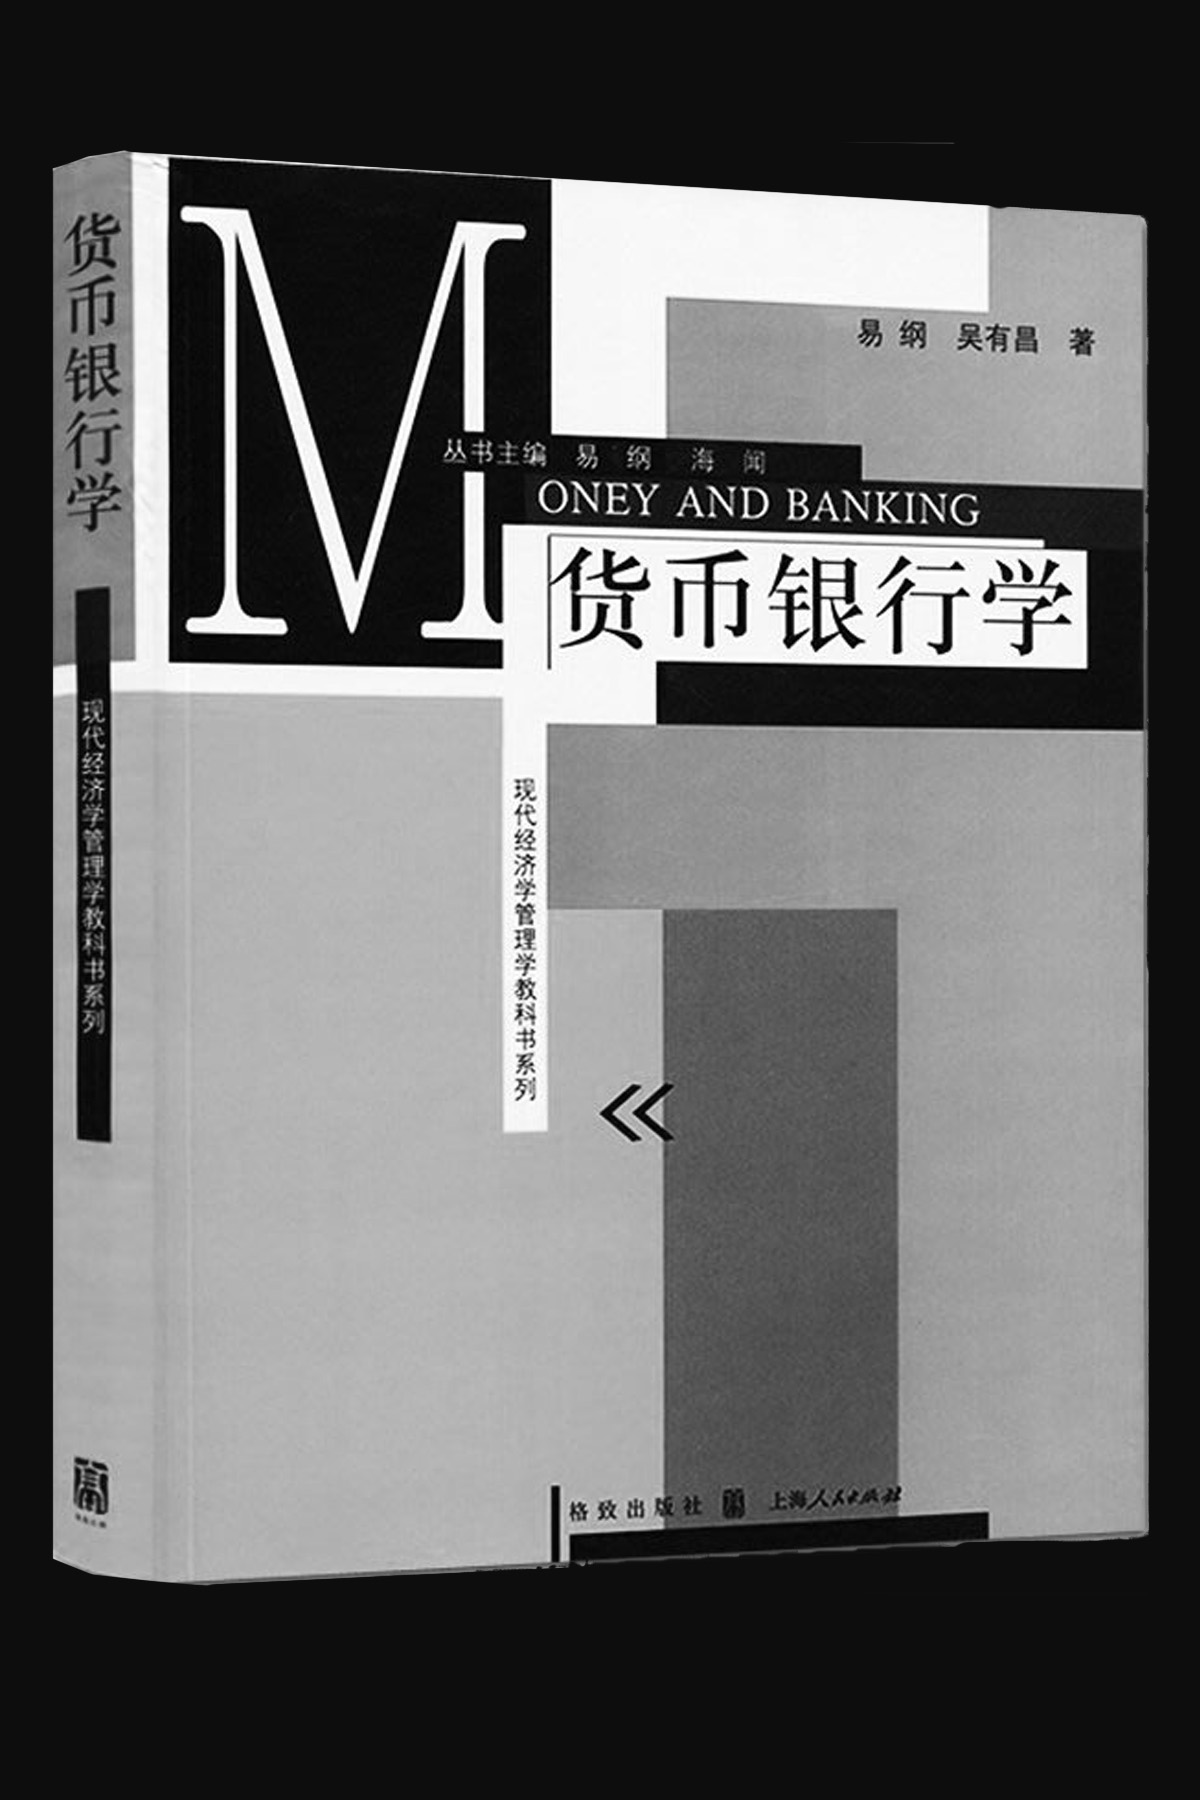 货币银行学
现代经济学管理学教科书系列
易 纲 吴有昌 著
丛书主编 易 纲 海 闻
MONEY AND BANKING
货币银行学
现代经济学管理学教科书系列
格致出版社 上海人民出版社